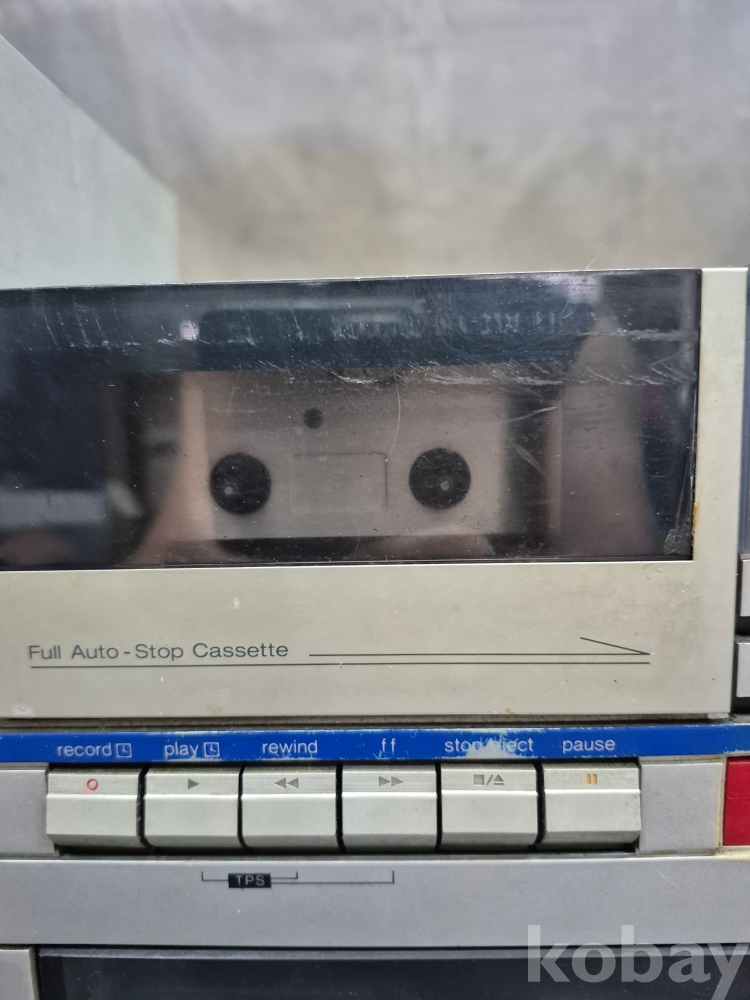 Full Auto-Stop Cassette
record play rewind ff stop/eject pause
TPS
kobay